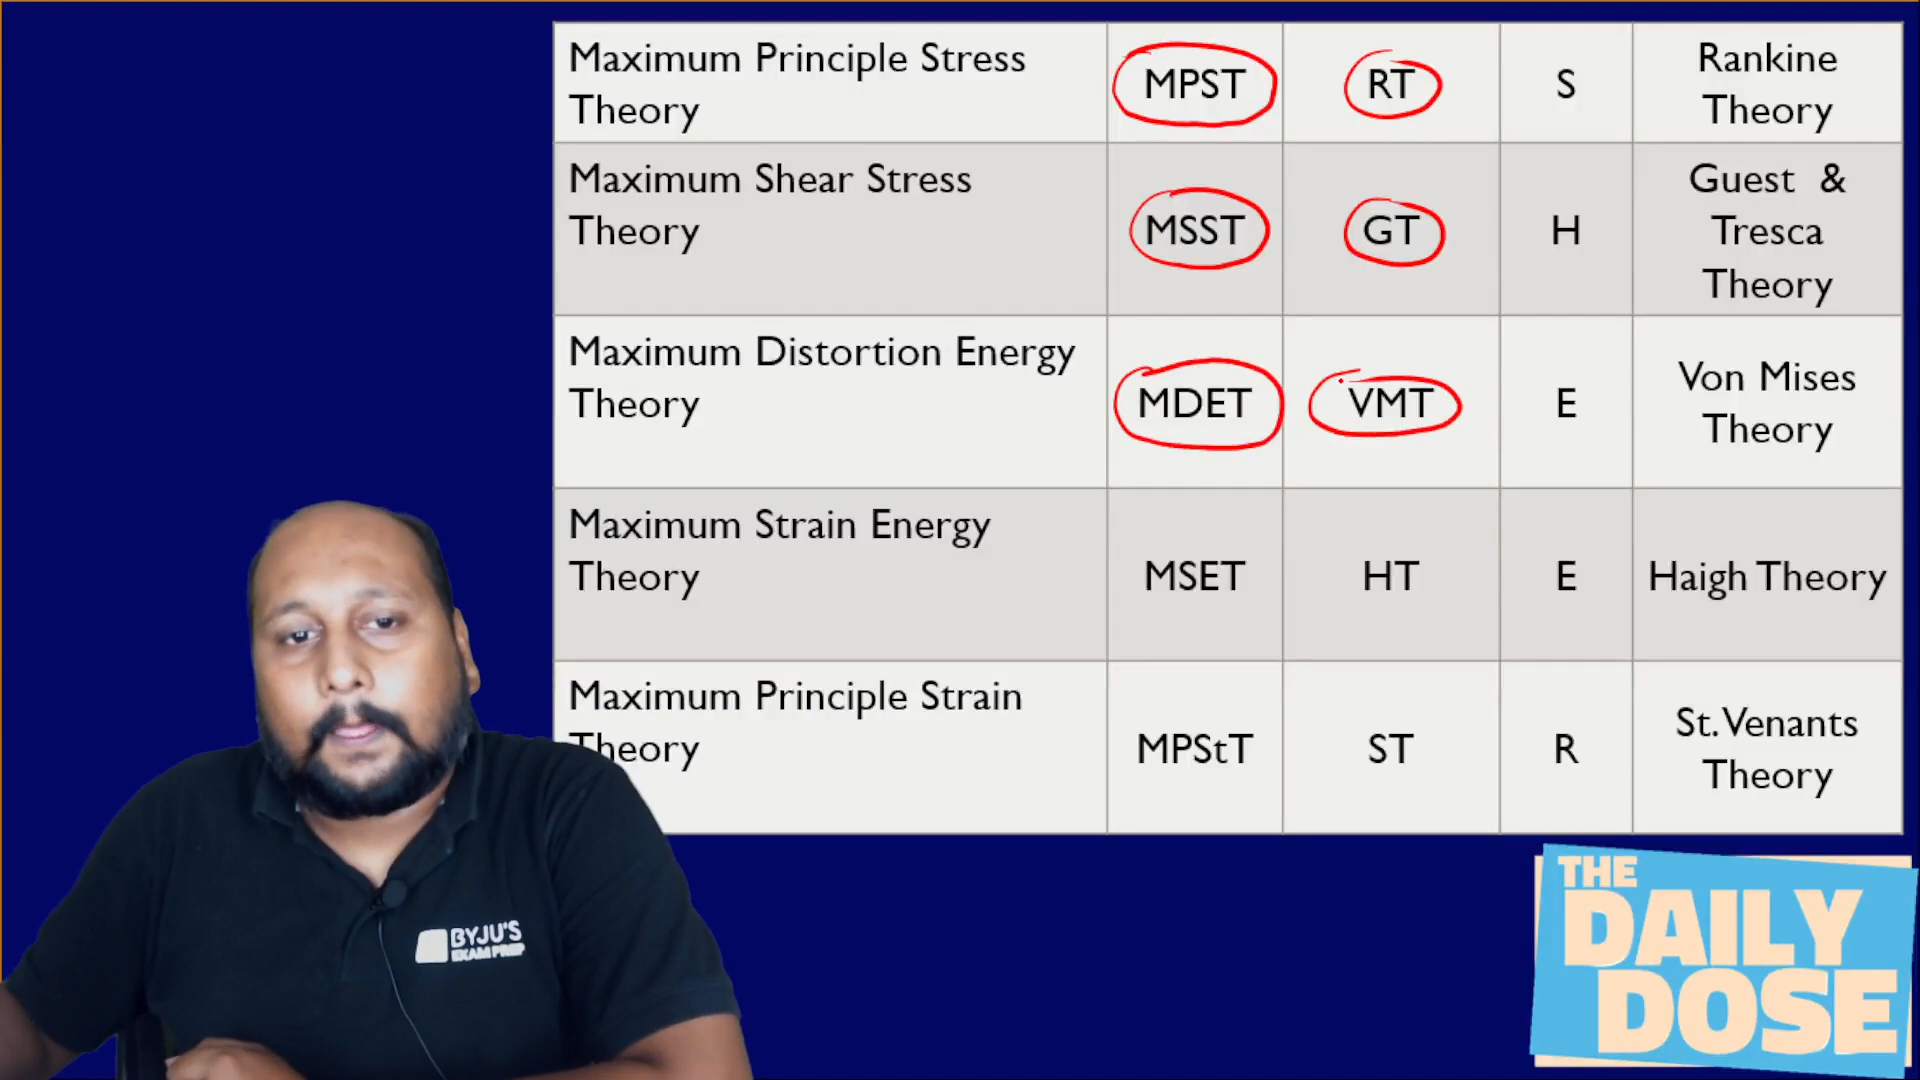 Maximum Principle Stress
Theory
MPST
RT
S
Rankine
Theory
Maximum Shear Stress
Theory
MSST
GT
H
Guest &
Tresca
Theory
Maximum Distortion Energy
Theory
MDET
VMT
E
Von Mises
Theory
Maximum Strain Energy
Theory
MSET
HT
E
Haigh Theory
Maximum Principle Strain
Theory
MPStT
ST
R
St. Venants
Theory
BYJU'S
EXAM PREP
THE
DAILY
DOSE